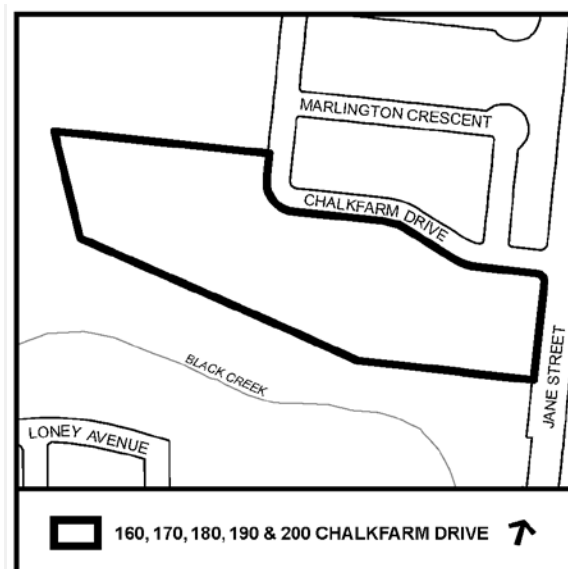 MARLINGTON CRESCENT
CHALKFARM DRIVE
JANE STREET
BLACK CREEK
LONEY AVENUE
160, 170, 180, 190 & 200 CHALKFARM DRIVE